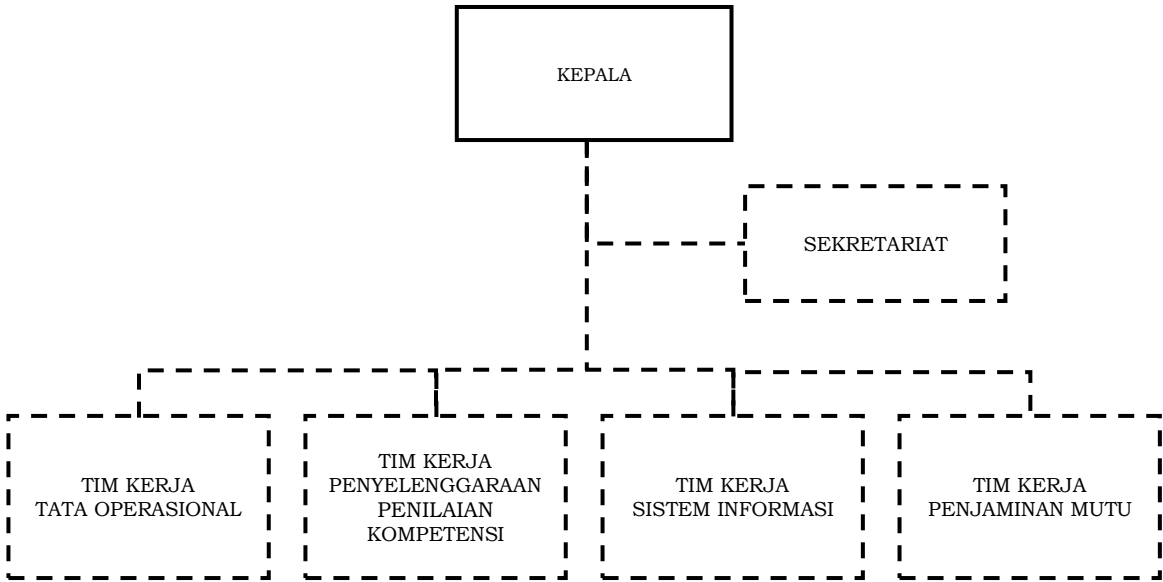 KEPALA
SEKRETARIAT
TIM KERJA
TATA OPERASIONAL
TIM KERJA
PENYELENGGARAAN
PENILAIAN
KOMPETENSI
TIM KERJA
SISTEM INFORMASI
TIM KERJA
PENJAMINAN MUTU